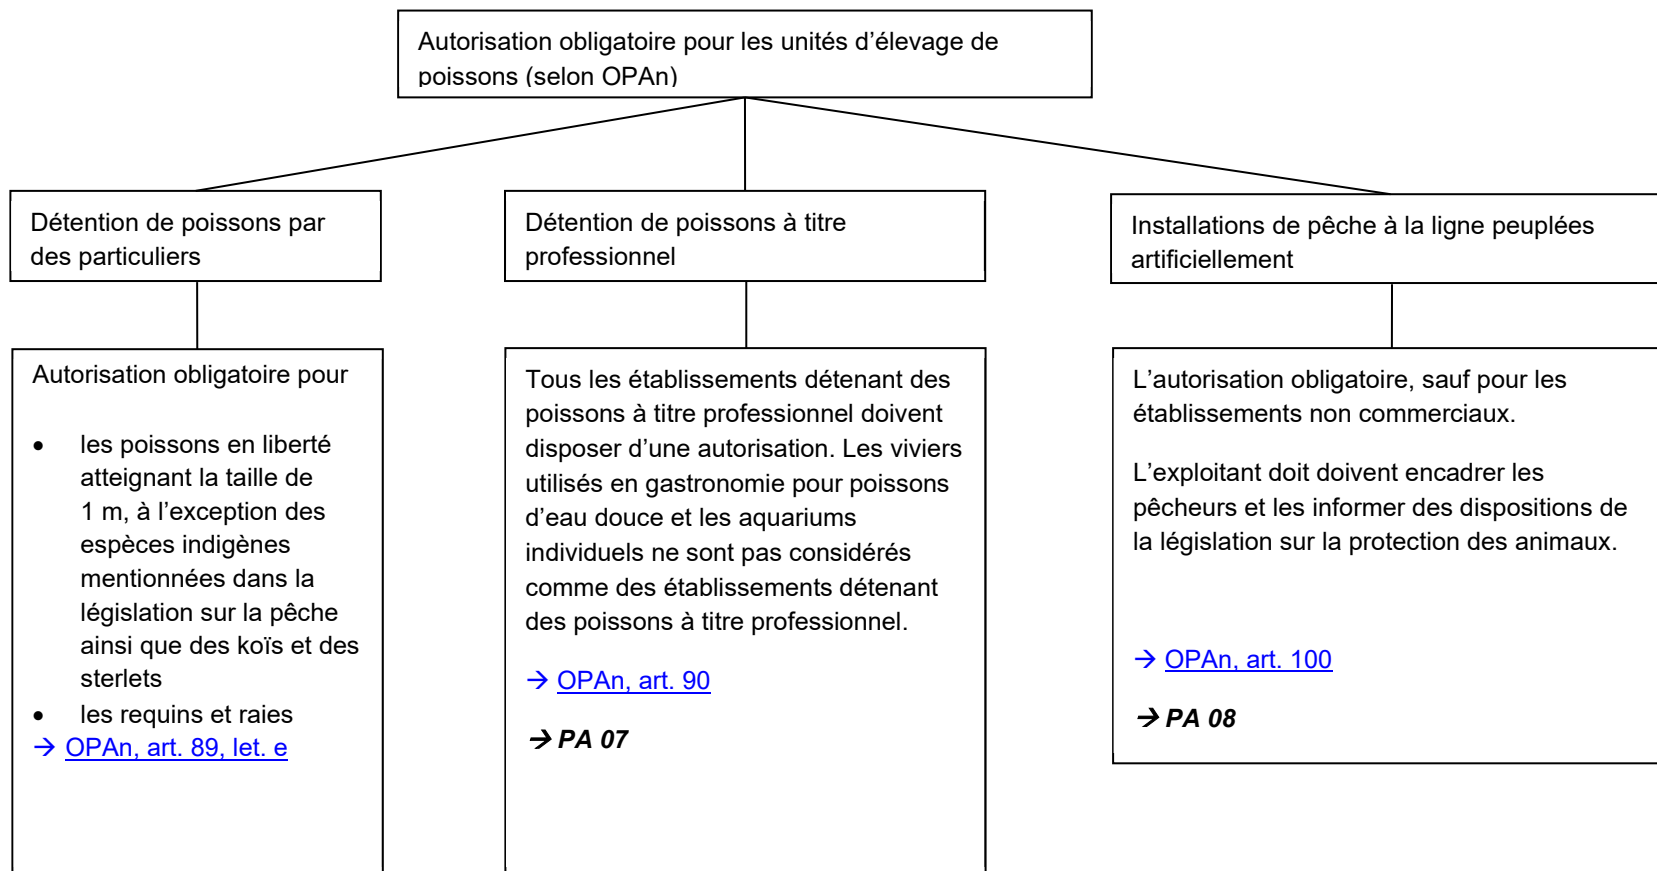 Autorisation obligatoire pour les unités d’élevage de
poissons (selon OPAn)
Détention de poissons par
des particuliers
Détention de poissons à titre
professionnel
Installations de pêche à la ligne peuplées
artificiellement
Autorisation obligatoire pour
• les poissons en liberté
atteignant la taille de
1 m, à l’exception des
espèces indigènes
mentionnées dans la
législation sur la pêche
ainsi que des koïs et des
sterlets
• les requins et raies
→ OPAn, art. 89, let. e
Tous les établissements détenant des
poissons à titre professionnel doivent
disposer d’une autorisation. Les viviers
utilisés en gastronomie pour poissons
d’eau douce et les aquariums
individuels ne sont pas considérés
comme des établissements détenant
des poissons à titre professionnel.
→ OPAn, art. 90
→ PA 07
L’autorisation obligatoire, sauf pour les
établissements non commerciaux.
L’exploitant doit doivent encadrer les
pêcheurs et les informer des dispositions de
la législation sur la protection des animaux.
→ OPAn, art. 100
→ PA 08